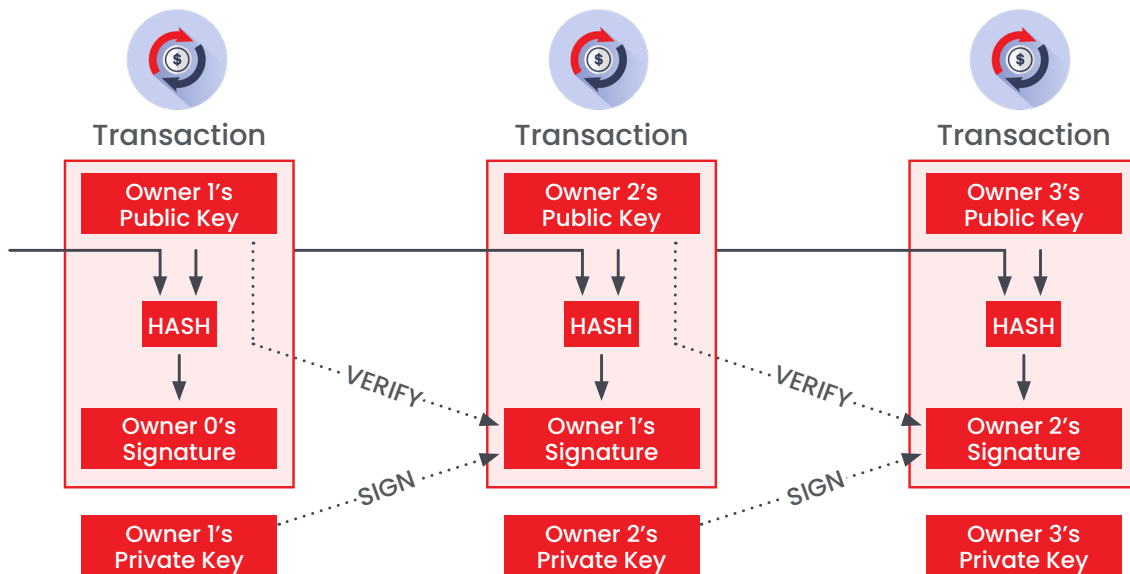 $
$
$
Transaction
Transaction
Transaction
Owner 1’s
Public Key
Owner 2’s
Public Key
Owner 3’s
Public Key
HASH
HASH
HASH
VERIFY
VERIFY
Owner 0’s
Signature
Owner 1’s
Signature
Owner 2’s
Signature
SIGN
SIGN
Owner 1’s
Private Key
Owner 2’s
Private Key
Owner 3’s
Private Key